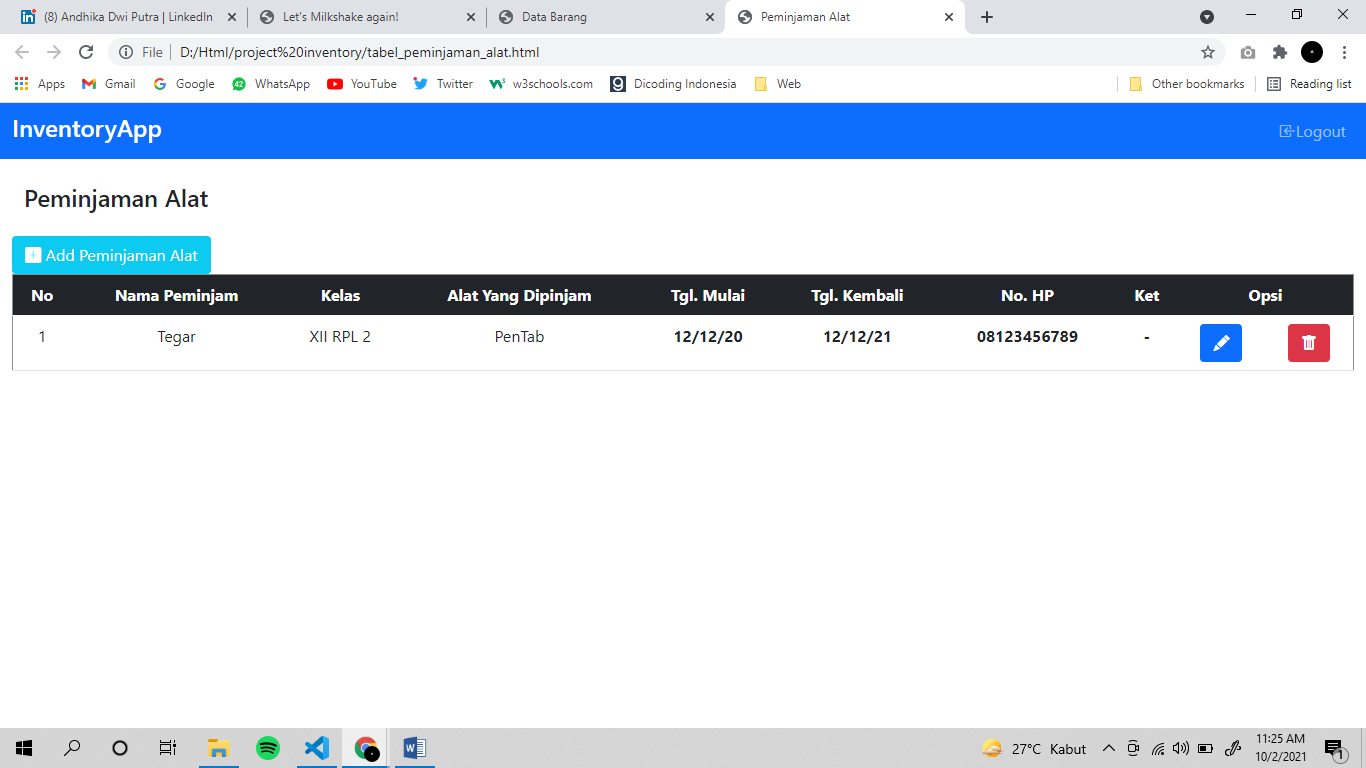 (8) Andhika Dwi Putra | LinkedIn Let's Milkshake again! Data Barang Peminjaman Alat
File D:/Html/project%20inventory/tabel_peminjaman_alat.html
Apps Gmail Google 42 WhatsApp YouTube Twitter w3schools.com Dicoding Indonesia Web Other bookmarks Reading list
InventoryApp Logout
Peminjaman Alat
Add Peminjaman Alat
No Nama Peminjam Kelas Alat Yang Dipinjam Tgl. Mulai Tgl. Kembali No. HP Ket Opsi
1 Tegar XII RPL 2 PenTab 12/12/20 12/12/21 08123456789 -
27°C Kabut 11:25 AM
10/2/2021 1